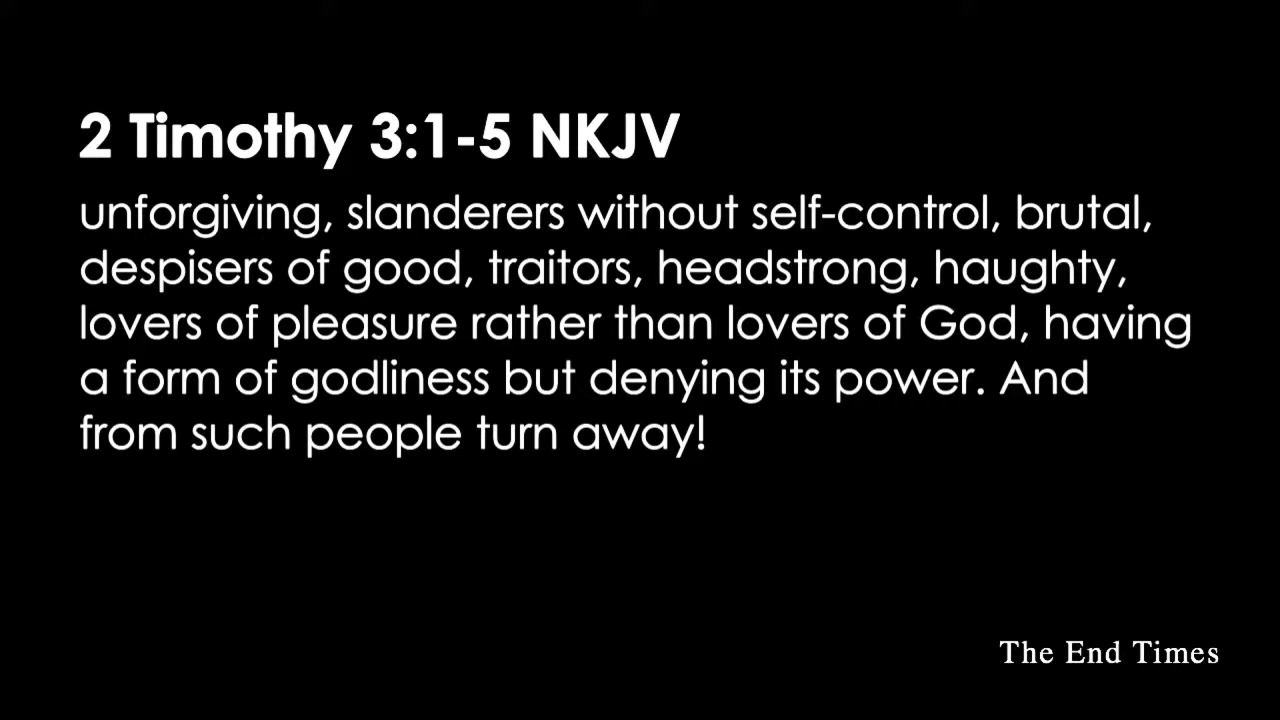 2 Timothy 3:1-5 NKJV
unforgiving, slanderers without self-control, brutal,
despisers of good, traitors, headstrong, haughty,
lovers of pleasure rather than lovers of God, having
a form of godliness but denying its power. And
from such people turn away!
The End Times